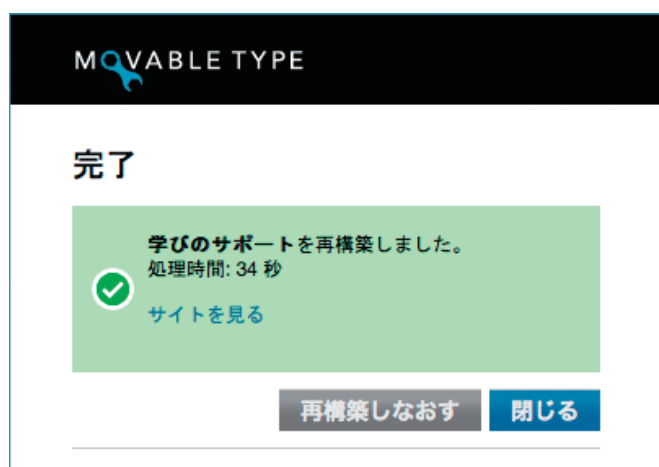 MOVABLE TYPE
完了
学びのサポートを再構築しました。
処理時間: 34 秒
サイトを見る
再構築しなおす 閉じる